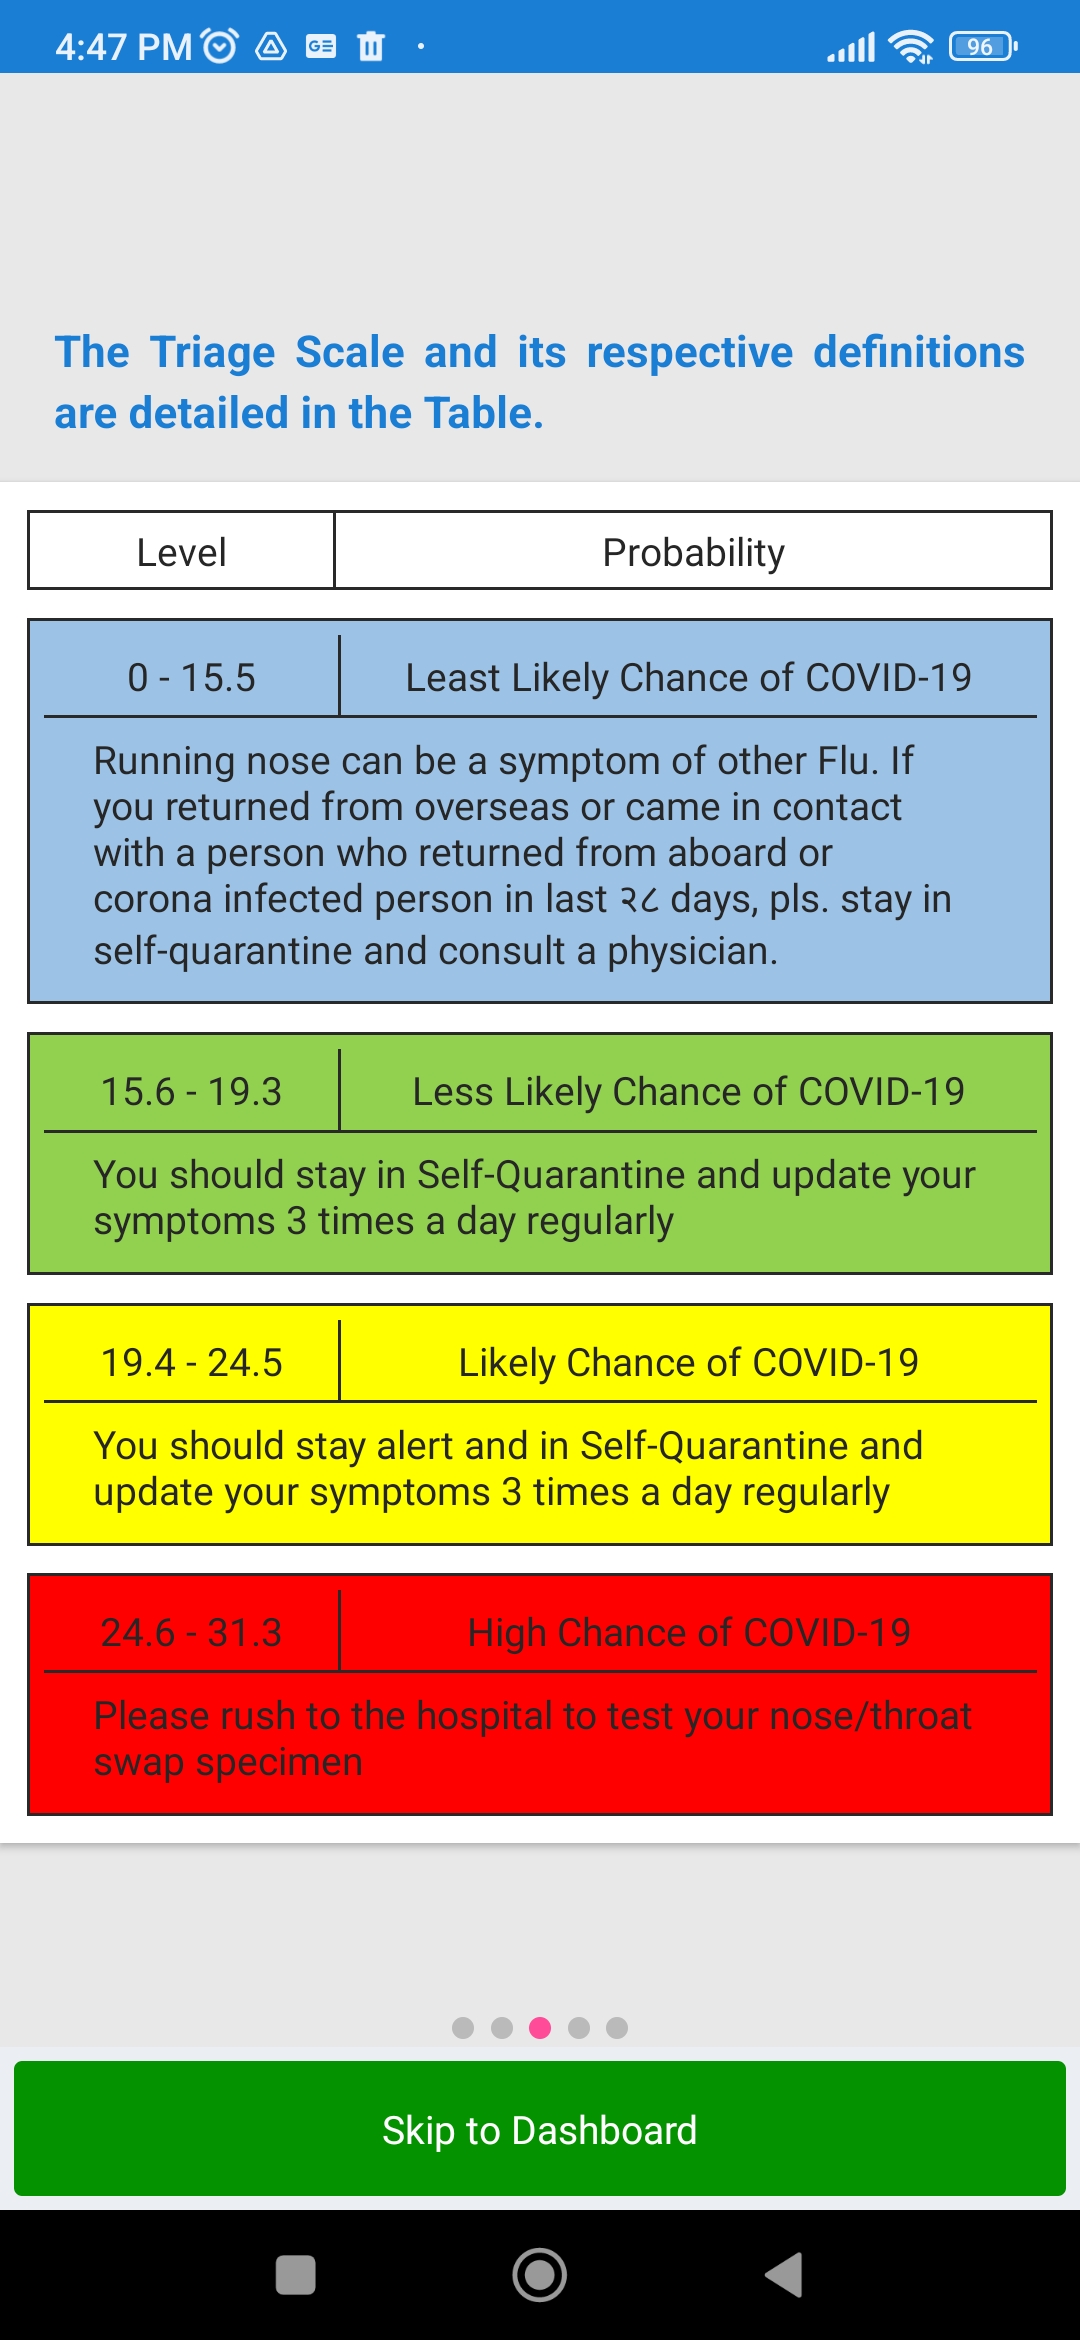 4:47 PM
96
The Triage Scale and its respective definitions
are detailed in the Table.
Level Probability
0 - 15.5 Least Likely Chance of COVID-19
Running nose can be a symptom of other Flu. If
you returned from overseas or came in contact
with a person who returned from aboard or
corona infected person in last २८ days, pls. stay in
self-quarantine and consult a physician.
15.6 - 19.3 Less Likely Chance of COVID-19
You should stay in Self-Quarantine and update your
symptoms 3 times a day regularly
19.4 - 24.5 Likely Chance of COVID-19
You should stay alert and in Self-Quarantine and
update your symptoms 3 times a day regularly
24.6 - 31.3 High Chance of COVID-19
Please rush to the hospital to test your nose/throat
swap specimen
Skip to Dashboard